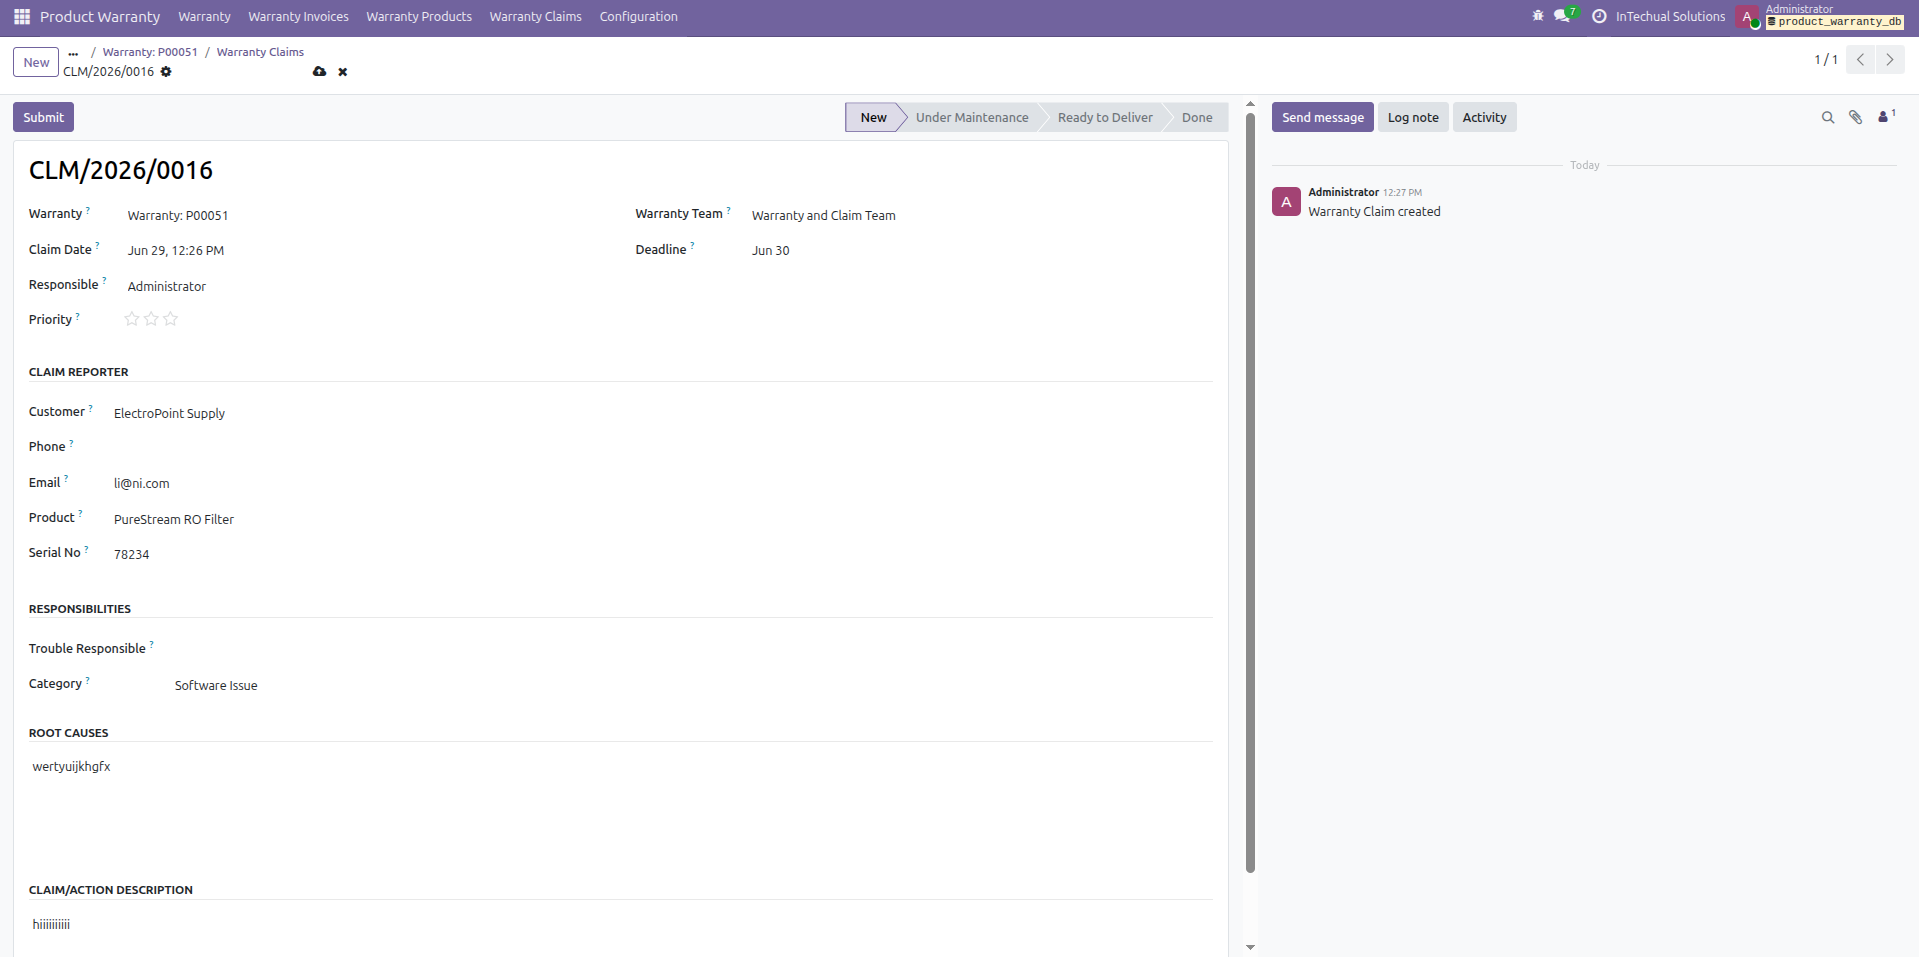 Product Warranty Warranty Warranty Invoices Warranty Products Warranty Claims Configuration 7 InTechual Solutions A Administrator
product_warranty_db
New ... / Warranty: P00051 / Warranty Claims
CLM/2026/0016
1 / 1
Submit New Under Maintenance Ready to Deliver Done
Send message Log note Activity 1
CLM/2026/0016
Warranty ? Warranty: P00051
Warranty Team ? Warranty and Claim Team
Claim Date ? Jun 29, 12:26 PM
Deadline ? Jun 30
Responsible ? Administrator
Priority ?
CLAIM REPORTER
Customer ? ElectroPoint Supply
Phone ?
Email ? li@ni.com
Product ? PureStream RO Filter
Serial No ? 78234
RESPONSIBILITIES
Trouble Responsible ?
Category ? Software Issue
ROOT CAUSES
wertyuijkhgfx
CLAIM/ACTION DESCRIPTION
hiiiiiiiiii
Today
A Administrator 12:27 PM
Warranty Claim created